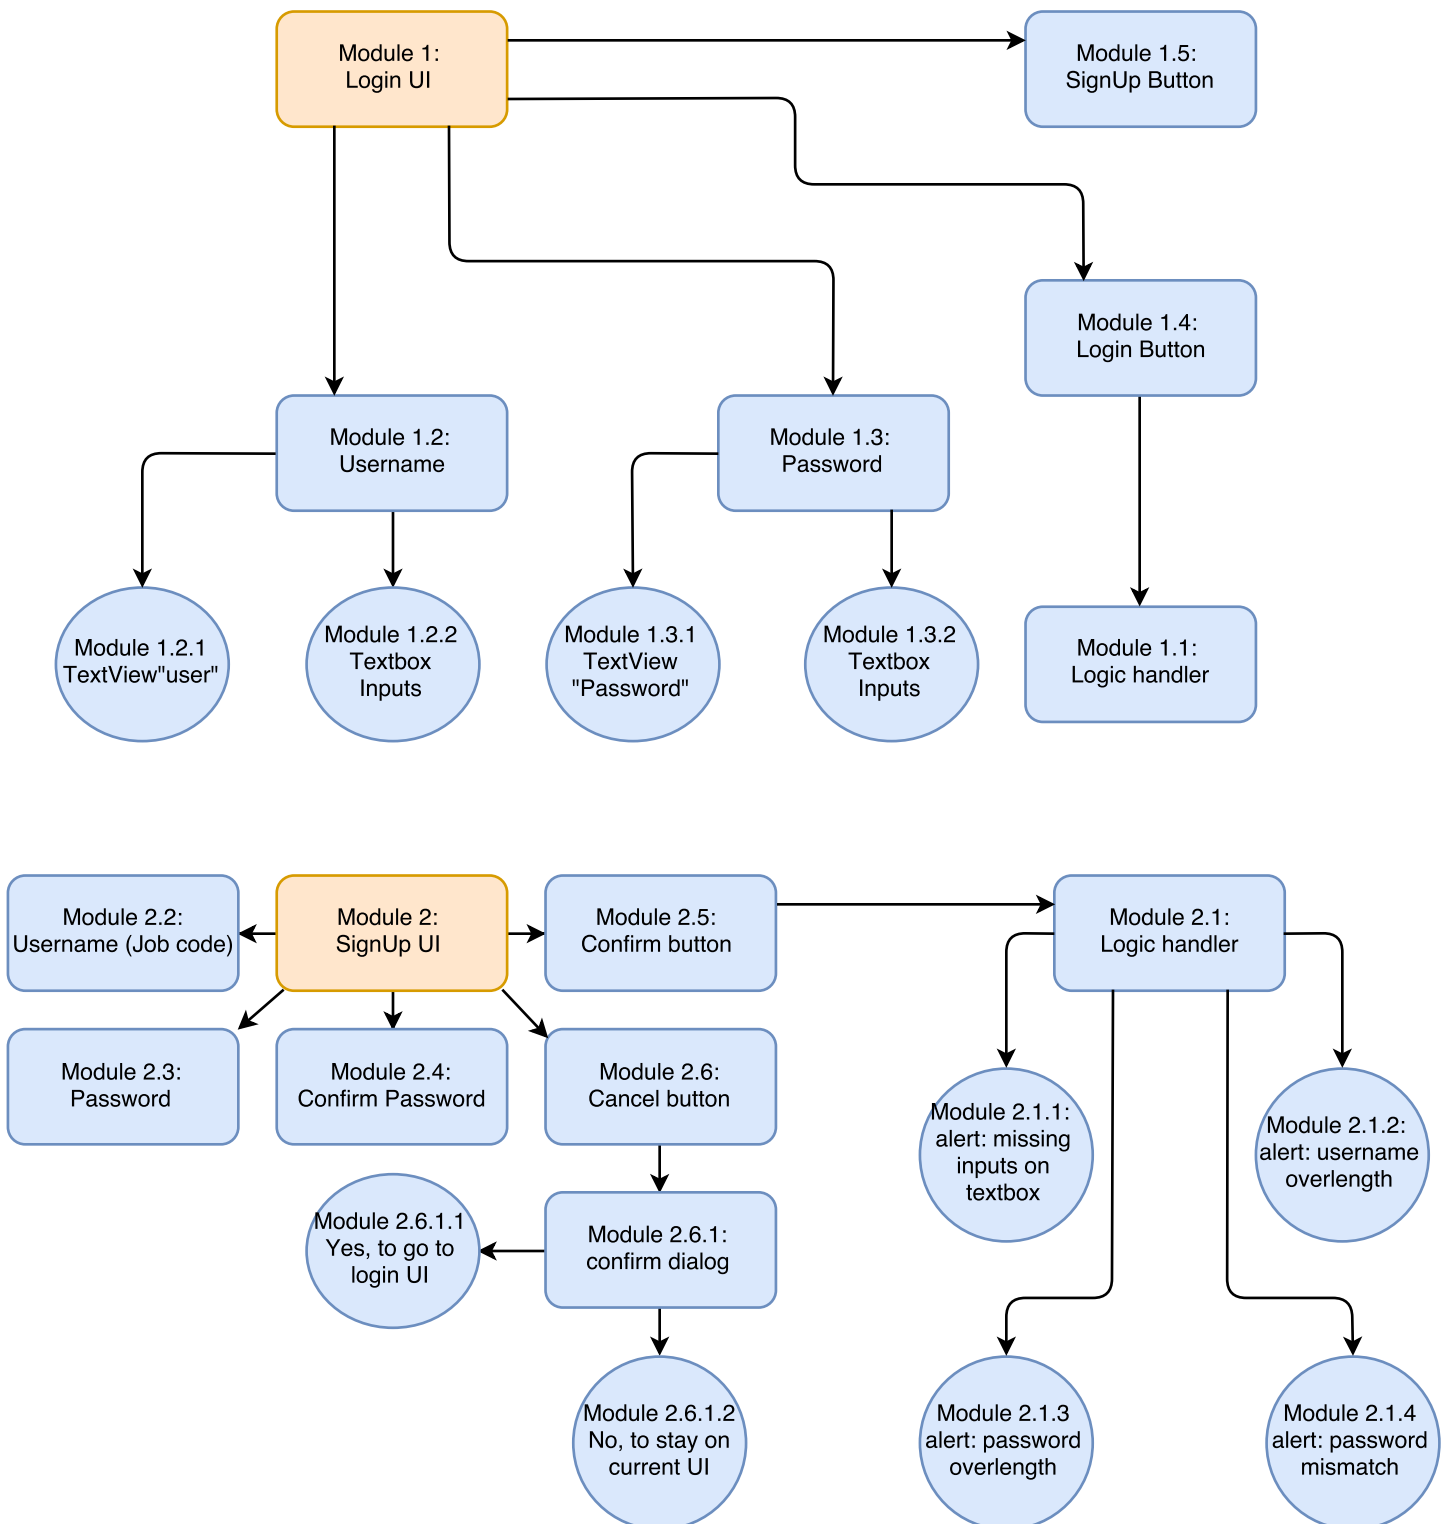 Module 1:
Login UI
Module 1.5:
SignUp Button
Module 1.4:
Login Button
Module 1.2:
Username
Module 1.3:
Password
Module 1.2.1
TextView"user"
Module 1.2.2
Textbox
Inputs
Module 1.3.1
TextView
"Password"
Module 1.3.2
Textbox
Inputs
Module 1.1:
Logic handler
Module 2.2:
Username (Job code)
Module 2:
SignUp UI
Module 2.5:
Confirm button
Module 2.1:
Logic handler
Module 2.3:
Password
Module 2.4:
Confirm Password
Module 2.6:
Cancel button
Module 2.1.1:
alert: missing
inputs on
textbox
Module 2.1.2:
alert: username
overlength
Module 2.6.1.1
Yes, to go to
login UI
Module 2.6.1:
confirm dialog
Module 2.6.1.2
No, to stay on
current UI
Module 2.1.3
alert: password
overlength
Module 2.1.4
alert: password
mismatch